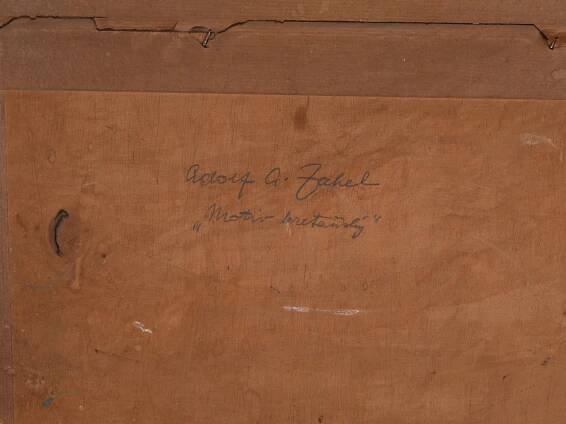 Adolf A. Zahel
„Motiv bretaňský“